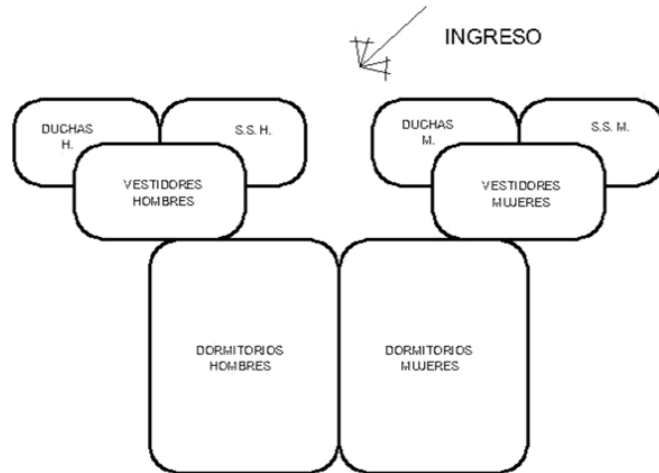 INGRESO
DUCHAS
H.
S.S. H.
DUCHAS
M.
S.S. M.
VESTIDORES
HOMBRES
VESTIDORES
MUJERES
DORMITORIOS
HOMBRES
DORMITORIOS
MUJERES